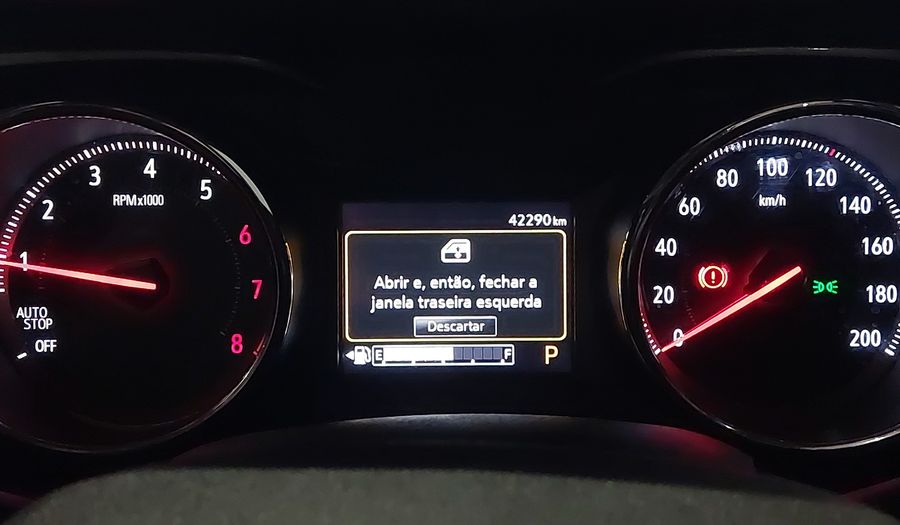 1
2
3
4
5
6
7
8
RPMx1000
AUTO
STOP
OFF
42290 km
Abrir e, então, fechar a
janela traseira esquerda
Descartar
E
F
P
0
20
40
60
80
100
120
140
160
180
200
km/h